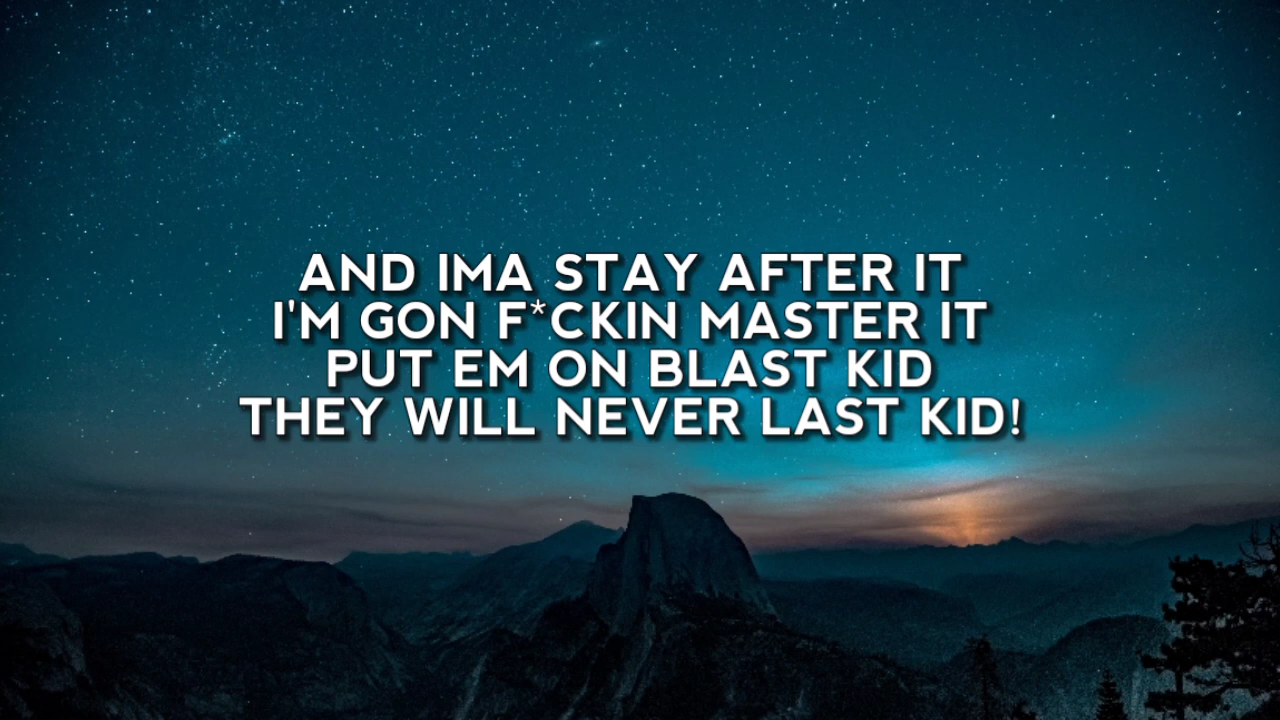 AND IMA STAY AFTER IT
I'M GON F*CKIN MASTER IT
PUT EM ON BLAST KID
THEY WILL NEVER LAST KID!